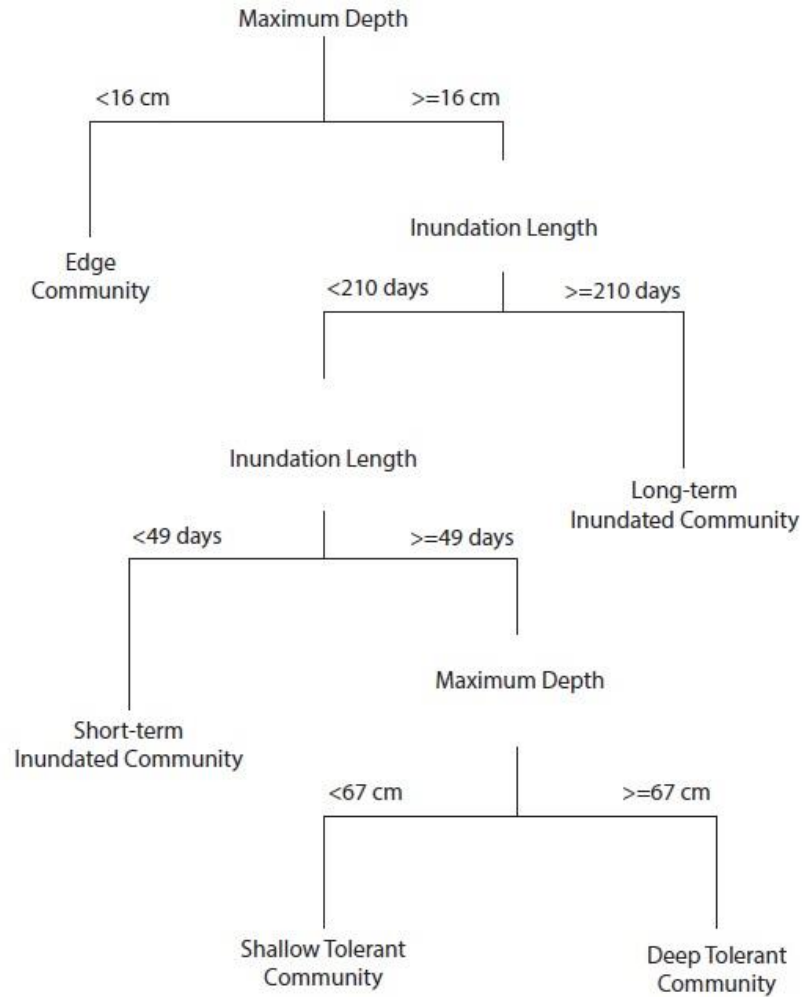 Maximum Depth
<16 cm
>=16 cm
Inundation Length
Edge
Community
<210 days
>=210 days
Inundation Length
Long-term
Inundated Community
<49 days
>=49 days
Maximum Depth
Short-term
Inundated Community
<67 cm
>=67 cm
Shallow Tolerant
Community
Deep Tolerant
Community